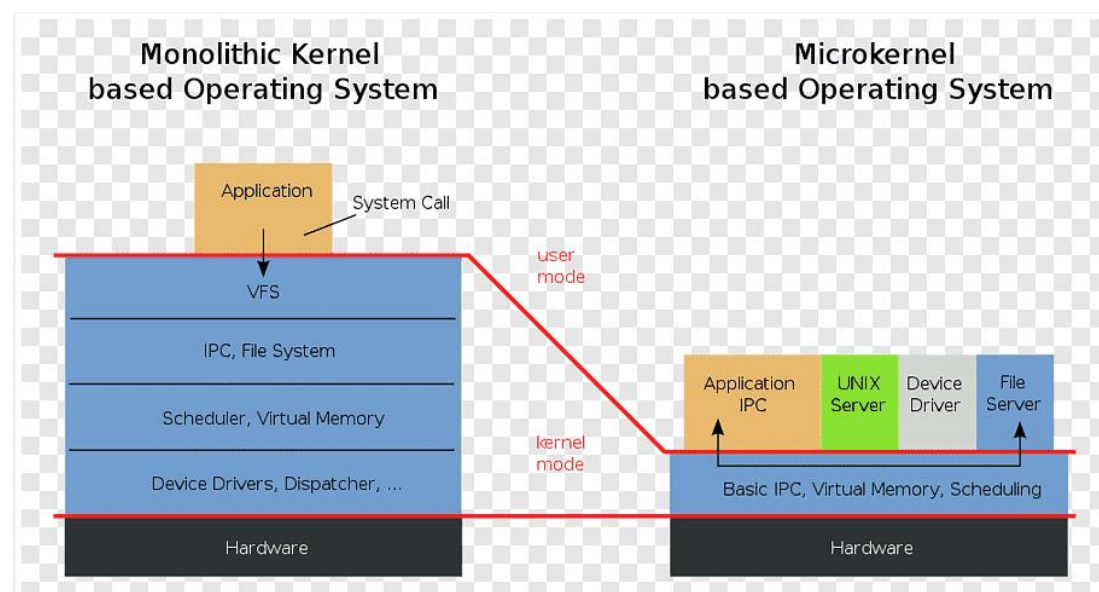 Monolithic Kernel
based Operating System
Microkernel
based Operating System
Application
System Call
user
mode
VFS
IPC, File System
Application
IPC
UNIX
Server
Device
Driver
File
Server
Scheduler, Virtual Memory
kernel
mode
Device Drivers, Dispatcher, ...
Basic IPC, Virtual Memory, Scheduling
Hardware
Hardware